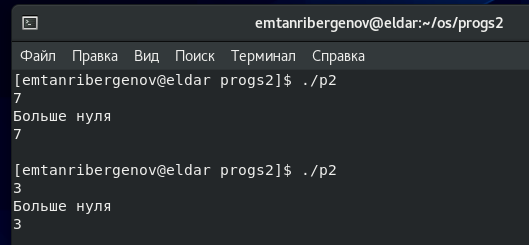 emtanribergenov@eldar:~/os/progs2
Файл Правка Вид Поиск Терминал Справка
[emtanribergenov@eldar progs2]$ ./p2
7
Больше нуля
7
[emtanribergenov@eldar progs2]$ ./p2
3
Больше нуля
3